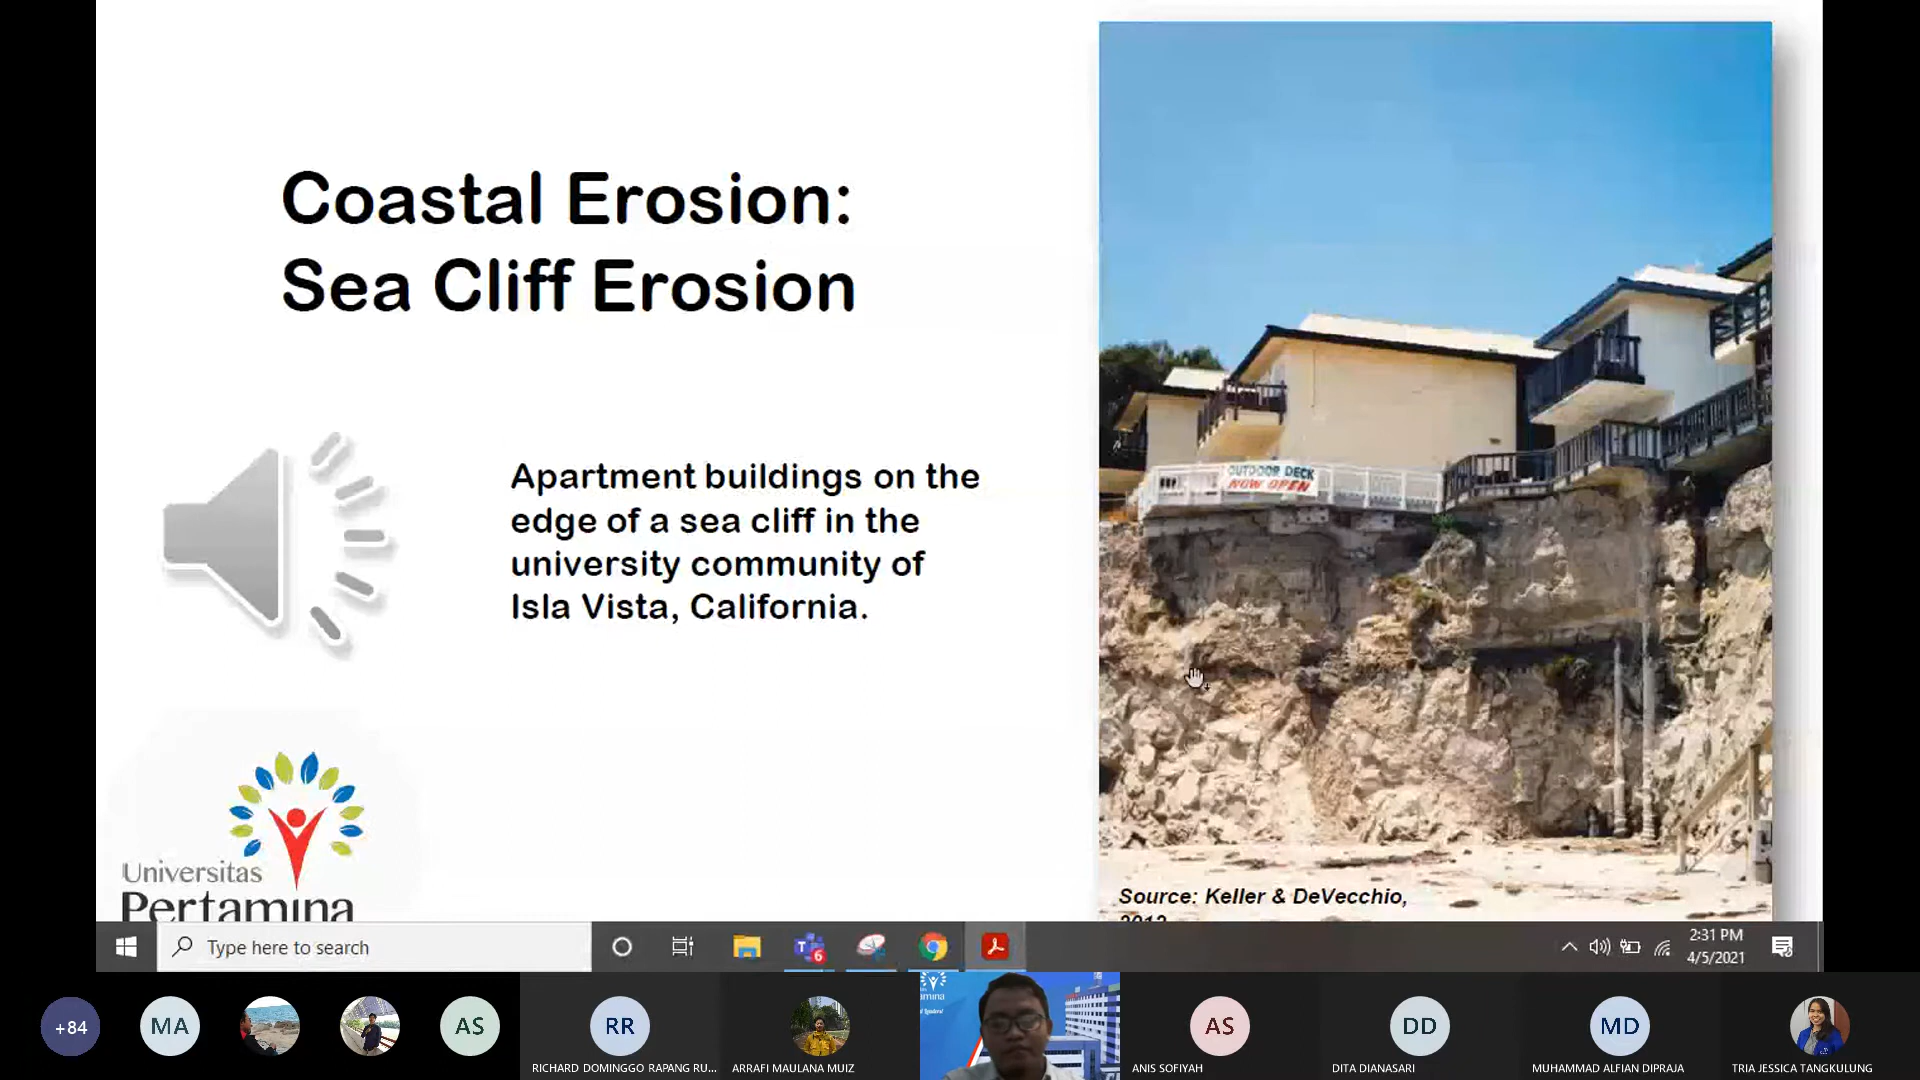 Coastal Erosion:
Sea Cliff Erosion
OUTDOOR DECK
NOW OPEN
Apartment buildings on the
edge of a sea cliff in the
university community of
Isla Vista, California.
Universitas
Pertamina
Source: Keller & DeVecchio,
2012
Type here to search
T
6
2:31 PM
4/5/2021
+84
MA
AS
RR
AS
DD
MD
RICHARD DOMINGGO RAPANG RU...
ARRAFI MAULANA MUIZ
ANIS SOFIYAH
DITA DIANASARI
MUHAMMAD ALFIAN DIPRAJA
TRIA JESSICA TANGKULUNG